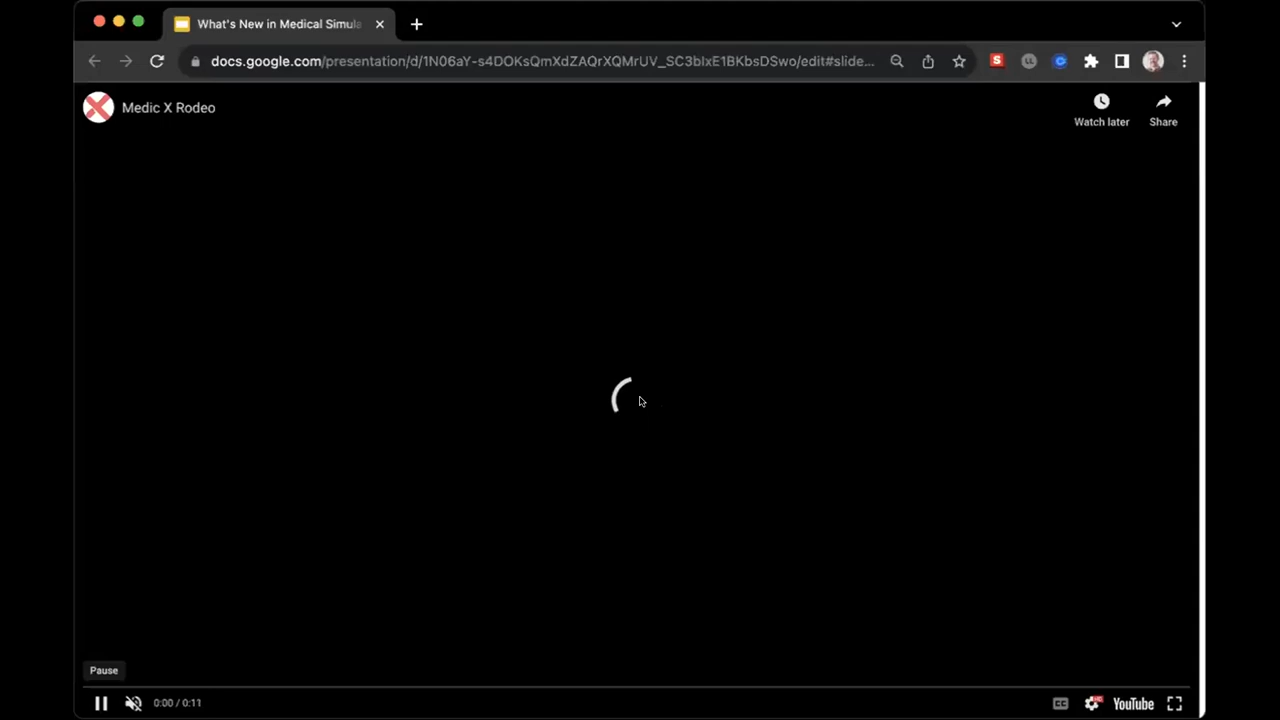 What's New in Medical Simula
docs.google.com/presentation/d/1N06aY-s4DOKsQmXdZAQrXQMrUV_SC3bIxE1BKbsDSwo/edit#slide...
Medic X Rodeo
Watch later
Share
Pause
0:00 / 0:11
YouTube